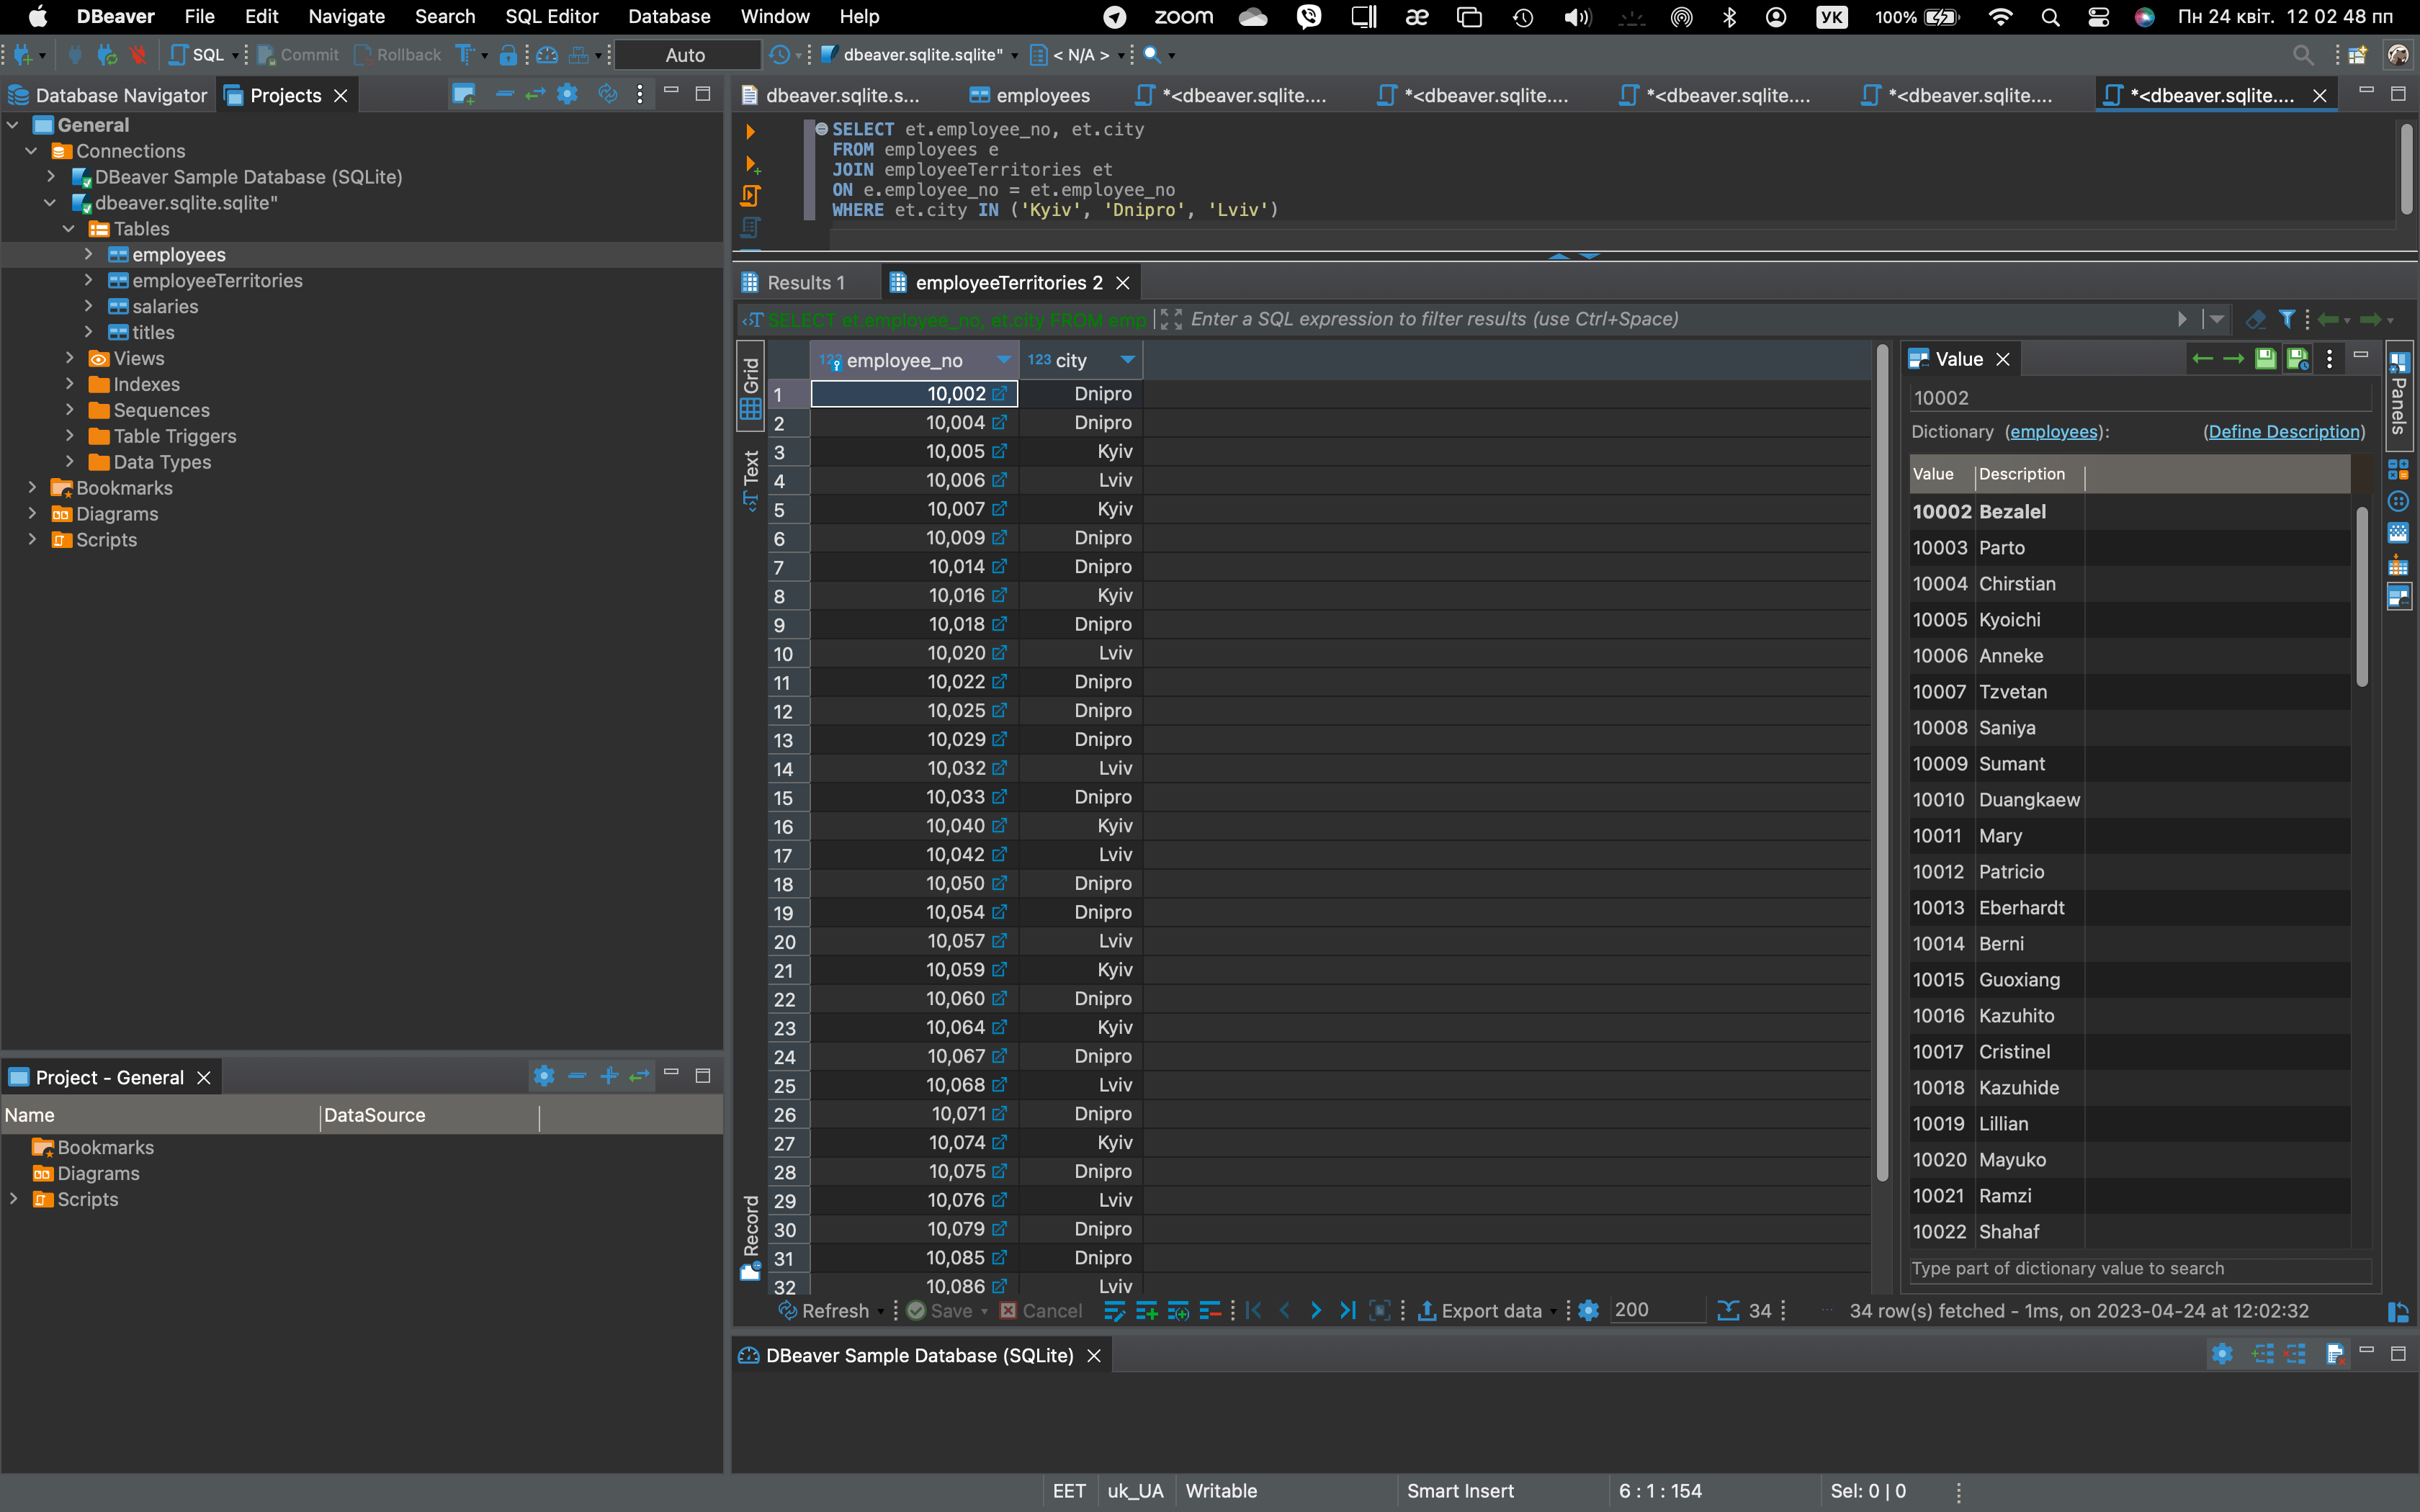 DBeaver File Edit Navigate Search SQL Editor Database Window Help zoom УК 100% Пн 24 квіт. 12 02 48 пп
SQL Commit Rollback Auto dbeaver.sqlite.sqlite" < N/A >
Database Navigator Projects
General
Connections
DBeaver Sample Database (SQLite)
dbeaver.sqlite.sqlite"
Tables
employees
employeeTerritories
salaries
titles
Views
Indexes
Sequences
Table Triggers
Data Types
Bookmarks
Diagrams
Scripts
Project - General
Name DataSource
Bookmarks
Diagrams
Scripts
dbeaver.sqlite.s... employees *<dbeaver.sqlite.... *<dbeaver.sqlite.... *<dbeaver.sqlite.... *<dbeaver.sqlite.... *<dbeaver.sqlite....
SELECT et.employee_no, et.city
FROM employees e
JOIN employeeTerritories et
ON e.employee_no = et.employee_no
WHERE et.city IN ('Kyiv', 'Dnipro', 'Lviv')
Results 1 employeeTerritories 2
SELECT et.employee_no, et.city FROM emp Enter a SQL expression to filter results (use Ctrl+Space)
Grid
Text
Record
123 employee_no 123 city
1 10,002 Dnipro
2 10,004 Dnipro
3 10,005 Kyiv
4 10,006 Lviv
5 10,007 Kyiv
6 10,009 Dnipro
7 10,014 Dnipro
8 10,016 Kyiv
9 10,018 Dnipro
10 10,020 Lviv
11 10,022 Dnipro
12 10,025 Dnipro
13 10,029 Dnipro
14 10,032 Lviv
15 10,033 Dnipro
16 10,040 Kyiv
17 10,042 Lviv
18 10,050 Dnipro
19 10,054 Dnipro
20 10,057 Lviv
21 10,059 Kyiv
22 10,060 Dnipro
23 10,064 Kyiv
24 10,067 Dnipro
25 10,068 Lviv
26 10,071 Dnipro
27 10,074 Kyiv
28 10,075 Dnipro
29 10,076 Lviv
30 10,079 Dnipro
31 10,085 Dnipro
32 10,086 Lviv
Value
10002
Dictionary (employees): (Define Description)
Value Description
10002 Bezalel
10003 Parto
10004 Chirstian
10005 Kyoichi
10006 Anneke
10007 Tzvetan
10008 Saniya
10009 Sumant
10010 Duangkaew
10011 Mary
10012 Patricio
10013 Eberhardt
10014 Berni
10015 Guoxiang
10016 Kazuhito
10017 Cristinel
10018 Kazuhide
10019 Lillian
10020 Mayuko
10021 Ramzi
10022 Shahaf
Type part of dictionary value to search
Panels
Refresh Save Cancel Export data 200 34 34 row(s) fetched - 1ms, on 2023-04-24 at 12:02:32
DBeaver Sample Database (SQLite)
EET uk_UA Writable Smart Insert 6 : 1 : 154 Sel: 0 | 0